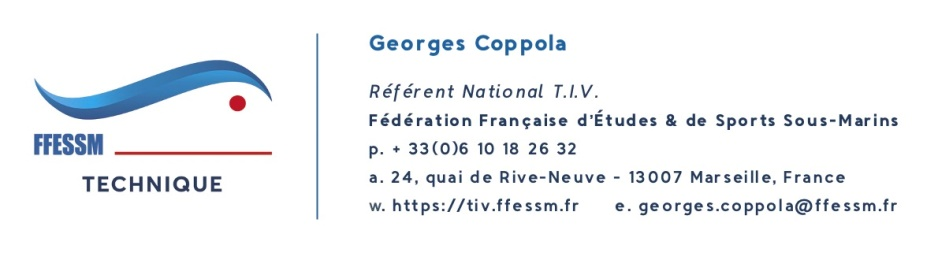 FFESSM
TECHNIQUE
Georges Coppola
Référent National T.I.V.
Fédération Française d'Études & de Sports Sous-Marins
p. + 33(0)6 10 18 26 32
a. 24, quai de Rive-Neuve - 13007 Marseille, France
w. https://tiv.ffessm.fr e. georges.coppola@ffessm.fr